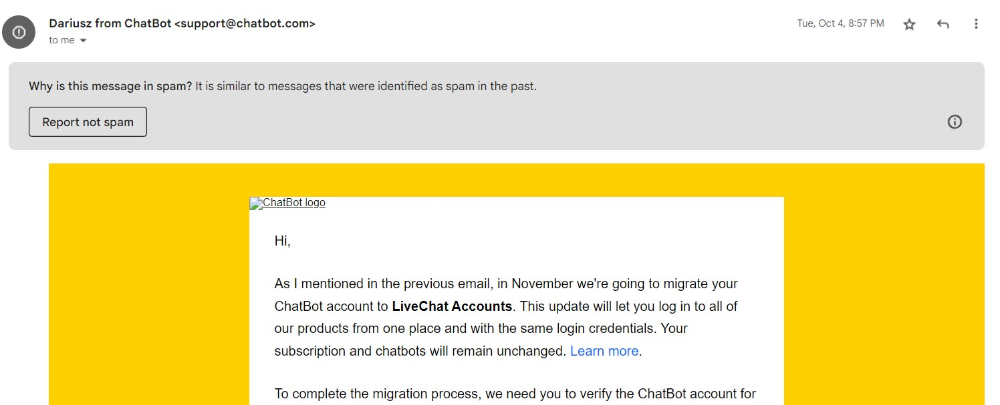 Dariusz from ChatBot <support@chatbot.com>
Tue, Oct 4, 8:57 PM
to me
Why is this message in spam? It is similar to messages that were identified as spam in the past.
Report not spam
ChatBot logo
Hi,
As I mentioned in the previous email, in November we're going to migrate your
ChatBot account to LiveChat Accounts. This update will let you log in to all of
our products from one place and with the same login credentials. Your
subscription and chatbots will remain unchanged. Learn more.
To complete the migration process, we need you to verify the ChatBot account for